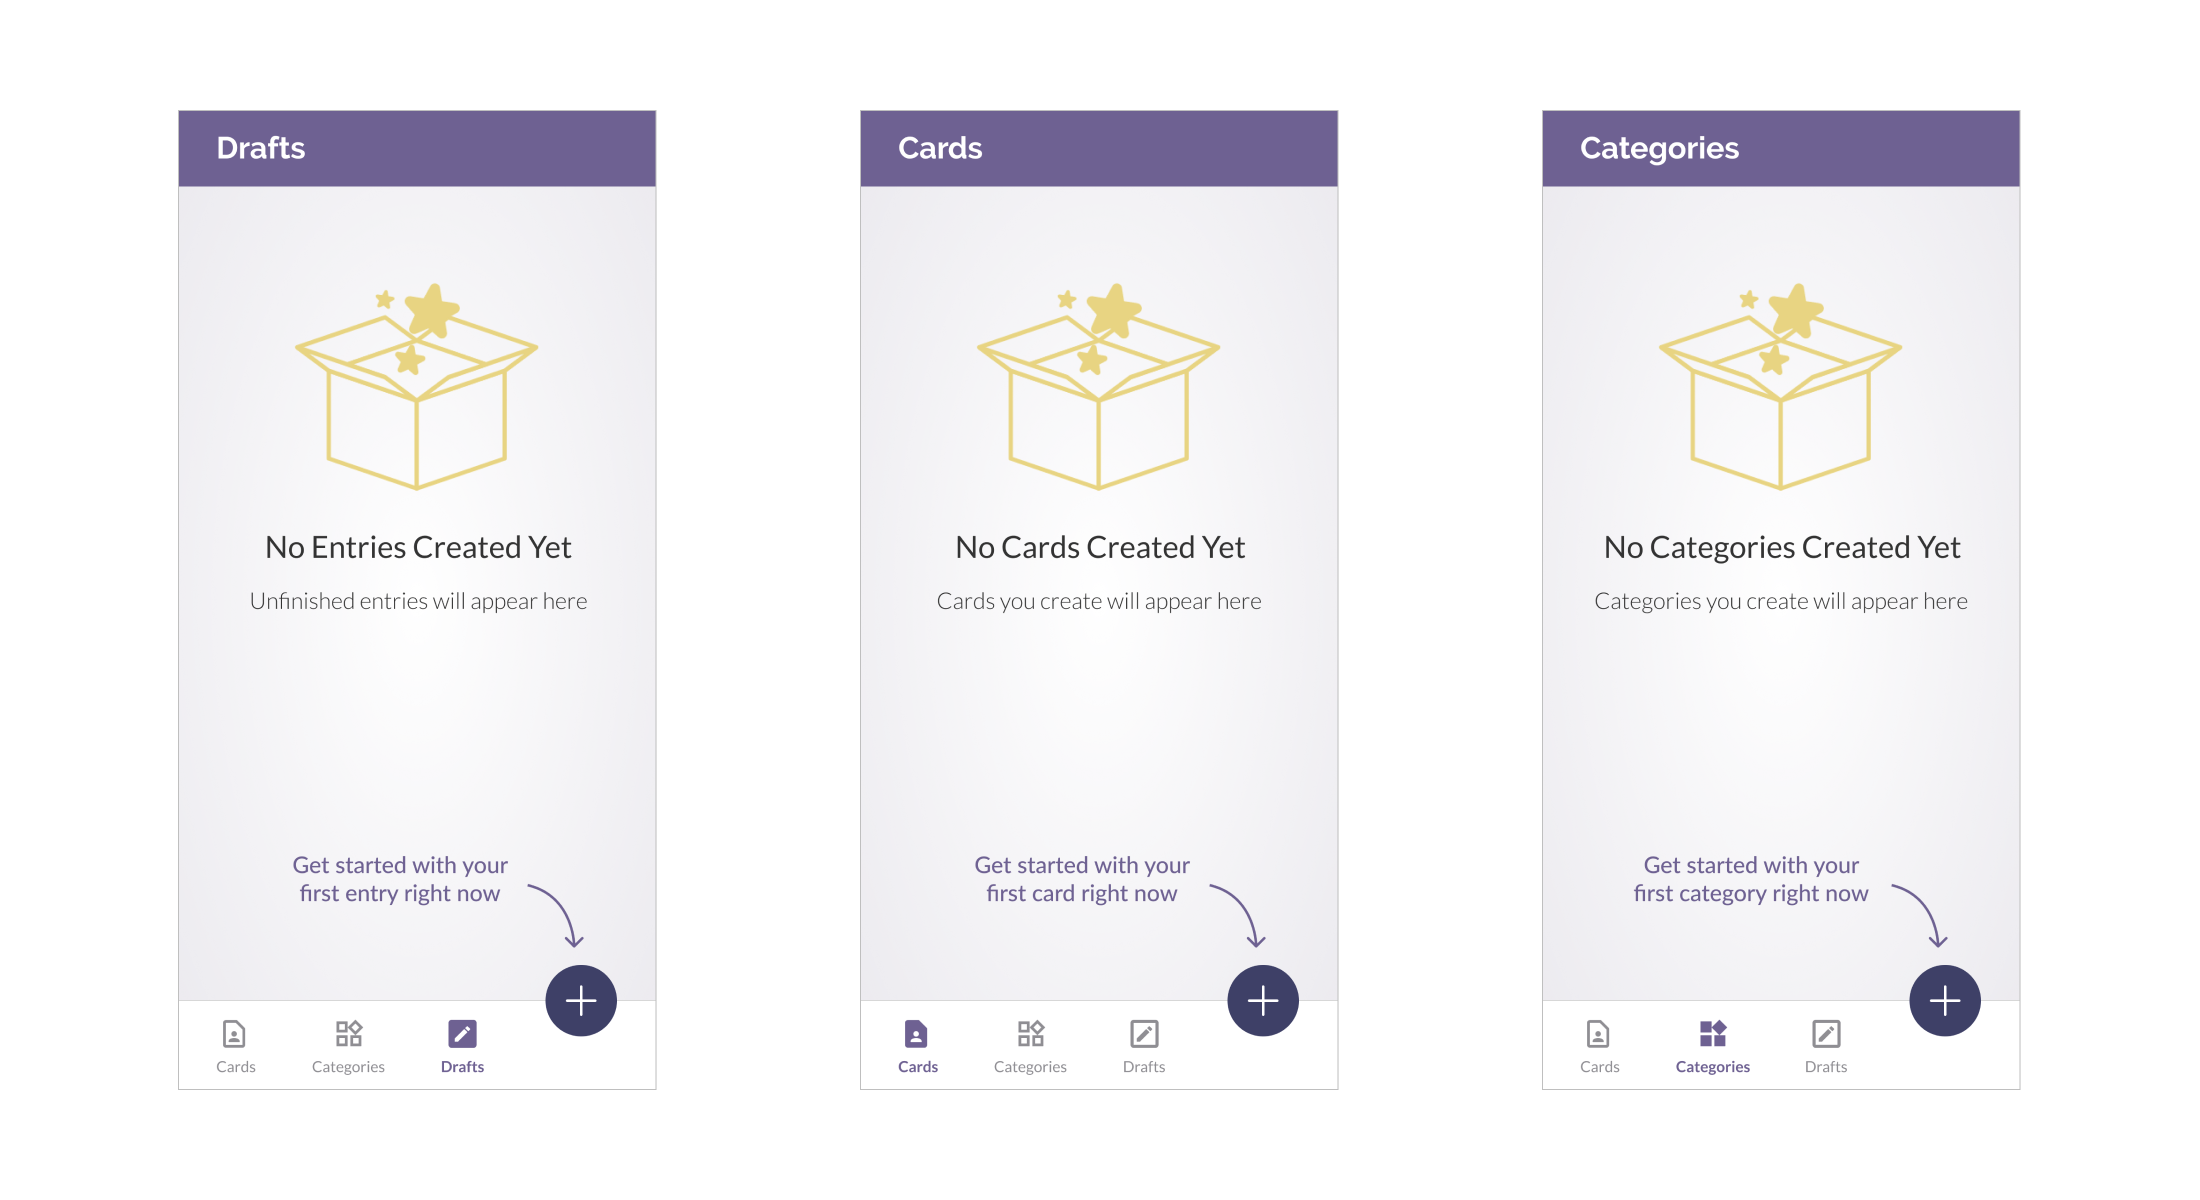 Drafts
No Entries Created Yet
Unfinished entries will appear here
Get started with your
first entry right now
Cards
Categories
Drafts
Cards
No Cards Created Yet
Cards you create will appear here
Get started with your
first card right now
Cards
Categories
Drafts
Categories
No Categories Created Yet
Categories you create will appear here
Get started with your
first category right now
Cards
Categories
Drafts